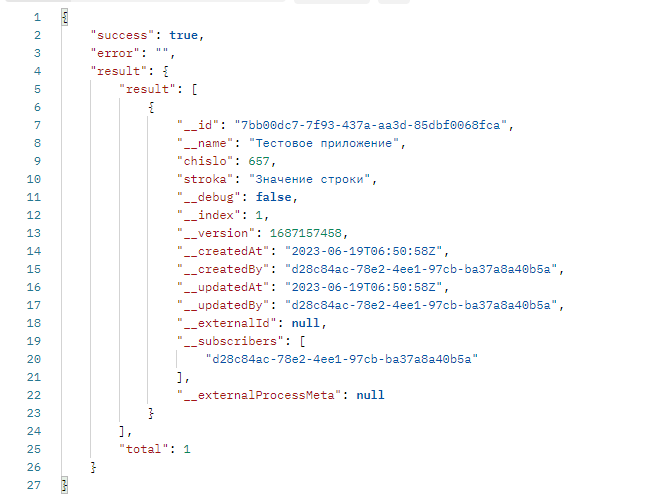 1 {
2 "success": true,
3 "error": "",
4 "result": {
5 "result": [
6 {
7 "__id": "7bb00dc7-7f93-437a-aa3d-85dbf0068fca",
8 "__name": "Тестовое приложение",
9 "chislo": 657,
10 "stroka": "Значение строки",
11 "__debug": false,
12 "__index": 1,
13 "__version": 1687157458,
14 "__createdAt": "2023-06-19T06:50:58Z",
15 "__createdBy": "d28c84ac-78e2-4ee1-97cb-ba37a8a40b5a",
16 "__updatedAt": "2023-06-19T06:50:58Z",
17 "__updatedBy": "d28c84ac-78e2-4ee1-97cb-ba37a8a40b5a",
18 "__externalId": null,
19 "__subscribers": [
20 "d28c84ac-78e2-4ee1-97cb-ba37a8a40b5a"
21 ],
22 "__externalProcessMeta": null
23 }
24 ],
25 "total": 1
26 }
27 }